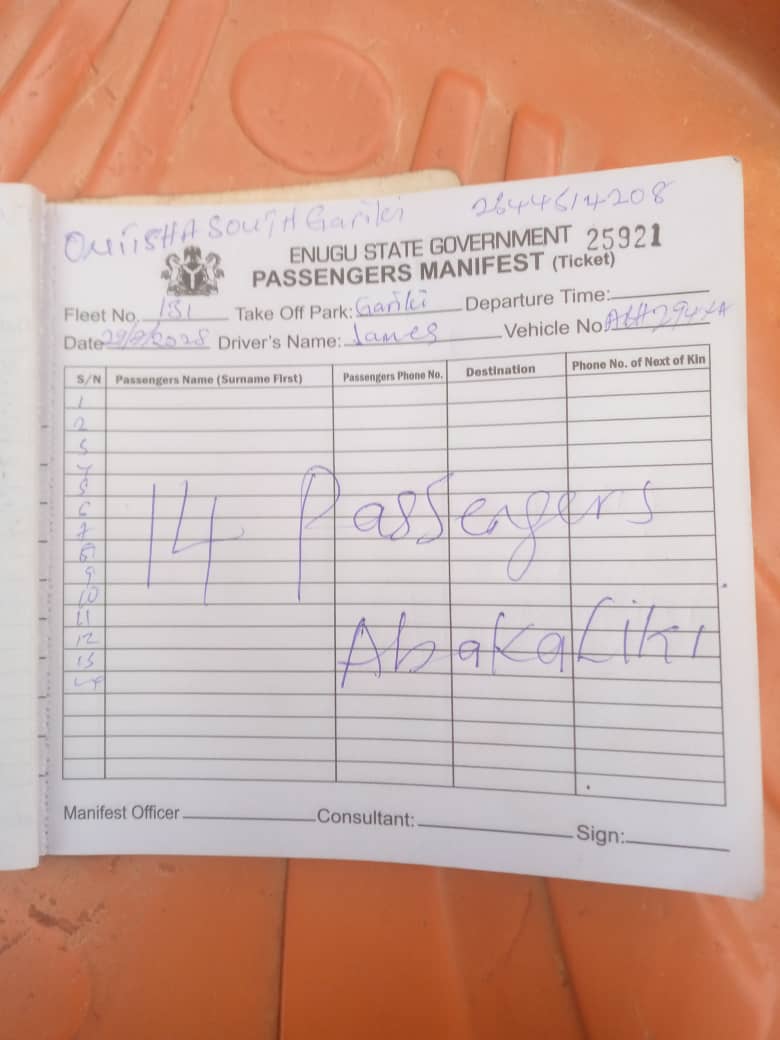 ONITSHA SOUTH Gariki 2644614208
ENUGU STATE GOVERNMENT 25921
PASSENGERS MANIFEST (Ticket)
Fleet No. 131 Take Off Park: Gariki Departure Time:
Date Driver's Name: James Vehicle No
S/N Passengers Name (Surname First) Passengers Phone No. Destination Phone No. of Next of Kin
1
2
3
4
5
6
7
8
9
10
11
12
13
14
14 Passengers
Abakaliki
Manifest Officer Consultant: Sign: